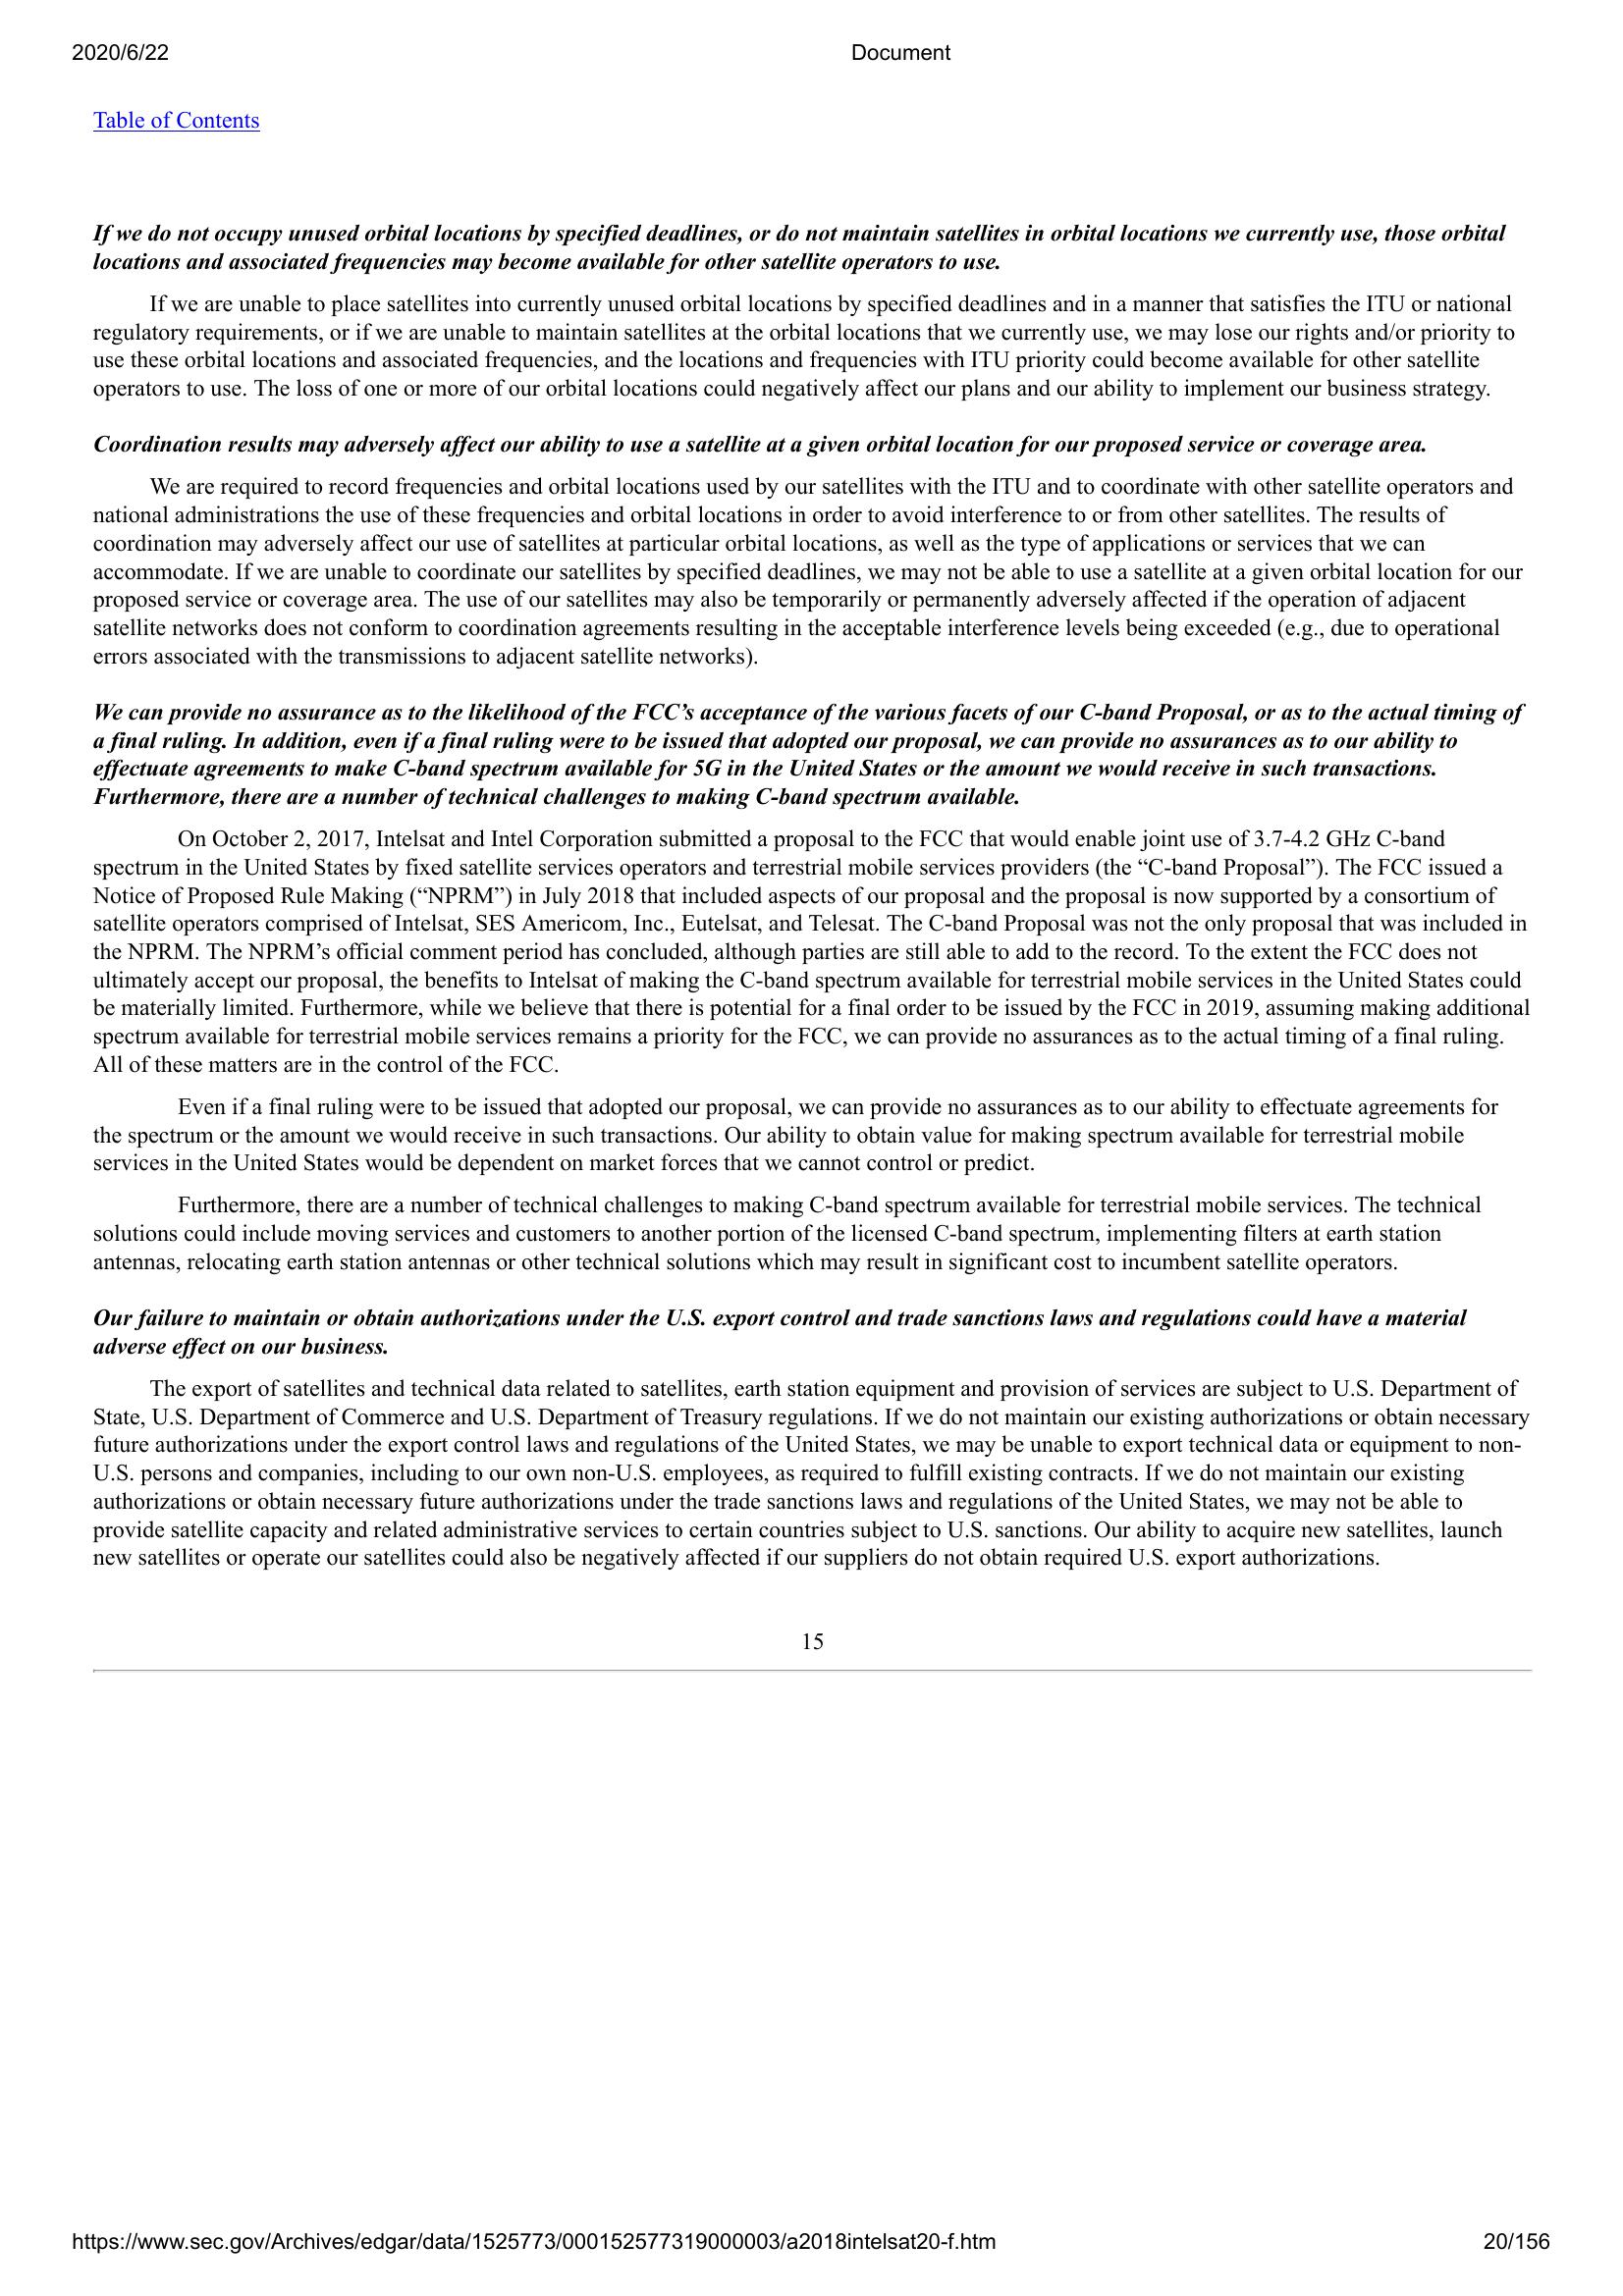 2020/6/22
Document
Table of Contents
If we do not occupy unused orbital locations by specified deadlines, or do not maintain satellites in orbital locations we currently use, those orbital
locations and associated frequencies may become available for other satellite operators to use.
If we are unable to place satellites into currently unused orbital locations by specified deadlines and in a manner that satisfies the ITU or national
regulatory requirements, or if we are unable to maintain satellites at the orbital locations that we currently use, we may lose our rights and/or priority to
use these orbital locations and associated frequencies, and the locations and frequencies with ITU priority could become available for other satellite
operators to use. The loss of one or more of our orbital locations could negatively affect our plans and our ability to implement our business strategy.
Coordination results may adversely affect our ability to use a satellite at a given orbital location for our proposed service or coverage area.
We are required to record frequencies and orbital locations used by our satellites with the ITU and to coordinate with other satellite operators and
national administrations the use of these frequencies and orbital locations in order to avoid interference to or from other satellites. The results of
coordination may adversely affect our use of satellites at particular orbital locations, as well as the type of applications or services that we can
accommodate. If we are unable to coordinate our satellites by specified deadlines, we may not be able to use a satellite at a given orbital location for our
proposed service or coverage area. The use of our satellites may also be temporarily or permanently adversely affected if the operation of adjacent
satellite networks does not conform to coordination agreements resulting in the acceptable interference levels being exceeded (e.g., due to operational
errors associated with the transmissions to adjacent satellite networks).
We can provide no assurance as to the likelihood of the FCC’s acceptance of the various facets of our C-band Proposal, or as to the actual timing of
a final ruling. In addition, even if a final ruling were to be issued that adopted our proposal, we can provide no assurances as to our ability to
effectuate agreements to make C-band spectrum available for 5G in the United States or the amount we would receive in such transactions.
Furthermore, there are a number of technical challenges to making C-band spectrum available.
On October 2, 2017, Intelsat and Intel Corporation submitted a proposal to the FCC that would enable joint use of 3.7-4.2 GHz C-band
spectrum in the United States by fixed satellite services operators and terrestrial mobile services providers (the “C-band Proposal”). The FCC issued a
Notice of Proposed Rule Making (“NPRM”) in July 2018 that included aspects of our proposal and the proposal is now supported by a consortium of
satellite operators comprised of Intelsat, SES Americom, Inc., Eutelsat, and Telesat. The C-band Proposal was not the only proposal that was included in
the NPRM. The NPRM’s official comment period has concluded, although parties are still able to add to the record. To the extent the FCC does not
ultimately accept our proposal, the benefits to Intelsat of making the C-band spectrum available for terrestrial mobile services in the United States could
be materially limited. Furthermore, while we believe that there is potential for a final order to be issued by the FCC in 2019, assuming making additional
spectrum available for terrestrial mobile services remains a priority for the FCC, we can provide no assurances as to the actual timing of a final ruling.
All of these matters are in the control of the FCC.
Even if a final ruling were to be issued that adopted our proposal, we can provide no assurances as to our ability to effectuate agreements for
the spectrum or the amount we would receive in such transactions. Our ability to obtain value for making spectrum available for terrestrial mobile
services in the United States would be dependent on market forces that we cannot control or predict.
Furthermore, there are a number of technical challenges to making C-band spectrum available for terrestrial mobile services. The technical
solutions could include moving services and customers to another portion of the licensed C-band spectrum, implementing filters at earth station
antennas, relocating earth station antennas or other technical solutions which may result in significant cost to incumbent satellite operators.
Our failure to maintain or obtain authorizations under the U.S. export control and trade sanctions laws and regulations could have a material
adverse effect on our business.
The export of satellites and technical data related to satellites, earth station equipment and provision of services are subject to U.S. Department of
State, U.S. Department of Commerce and U.S. Department of Treasury regulations. If we do not maintain our existing authorizations or obtain necessary
future authorizations under the export control laws and regulations of the United States, we may be unable to export technical data or equipment to non-
U.S. persons and companies, including to our own non-U.S. employees, as required to fulfill existing contracts. If we do not maintain our existing
authorizations or obtain necessary future authorizations under the trade sanctions laws and regulations of the United States, we may not be able to
provide satellite capacity and related administrative services to certain countries subject to U.S. sanctions. Our ability to acquire new satellites, launch
new satellites or operate our satellites could also be negatively affected if our suppliers do not obtain required U.S. export authorizations.
15
https://www.sec.gov/Archives/edgar/data/1525773/000152577319000003/a2018intelsat20-f.htm
20/156